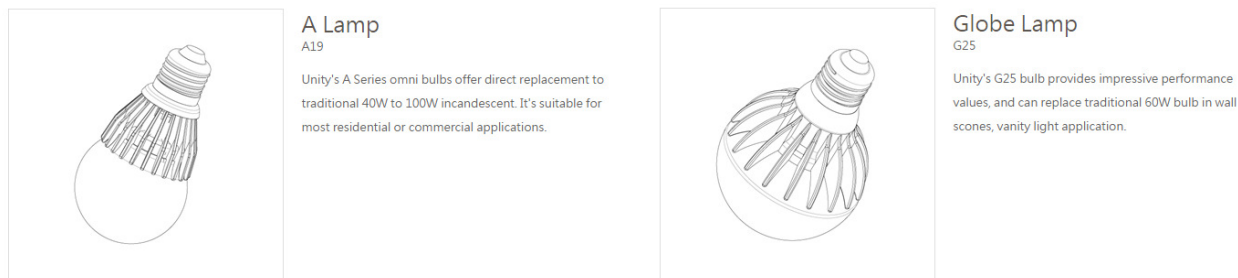 A Lamp
A19
Unity's A Series omni bulbs offer direct replacement to
traditional 40W to 100W incandescent. It's suitable for
most residential or commercial applications.
Globe Lamp
G25
Unity's G25 bulb provides impressive performance
values, and can replace traditional 60W bulb in wall
scones, vanity light application.